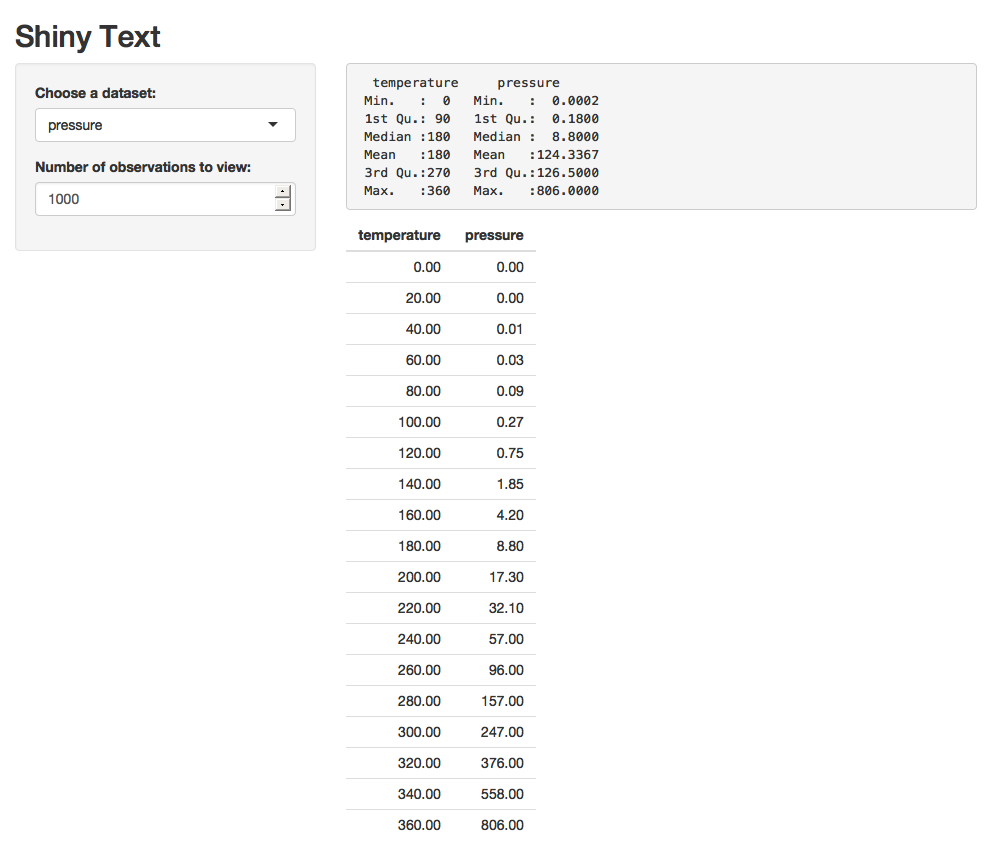 Shiny Text
Choose a dataset:
pressure
Number of observations to view:
1000
temperature pressure
Min. : 0 Min. : 0.0002
1st Qu.: 90 1st Qu.: 0.1800
Median :180 Median : 8.8000
Mean :180 Mean :124.3367
3rd Qu.:270 3rd Qu.:126.5000
Max. :360 Max. :806.0000
temperature pressure
0.00 0.00
20.00 0.00
40.00 0.01
60.00 0.03
80.00 0.09
100.00 0.27
120.00 0.75
140.00 1.85
160.00 4.20
180.00 8.80
200.00 17.30
220.00 32.10
240.00 57.00
260.00 96.00
280.00 157.00
300.00 247.00
320.00 376.00
340.00 558.00
360.00 806.00